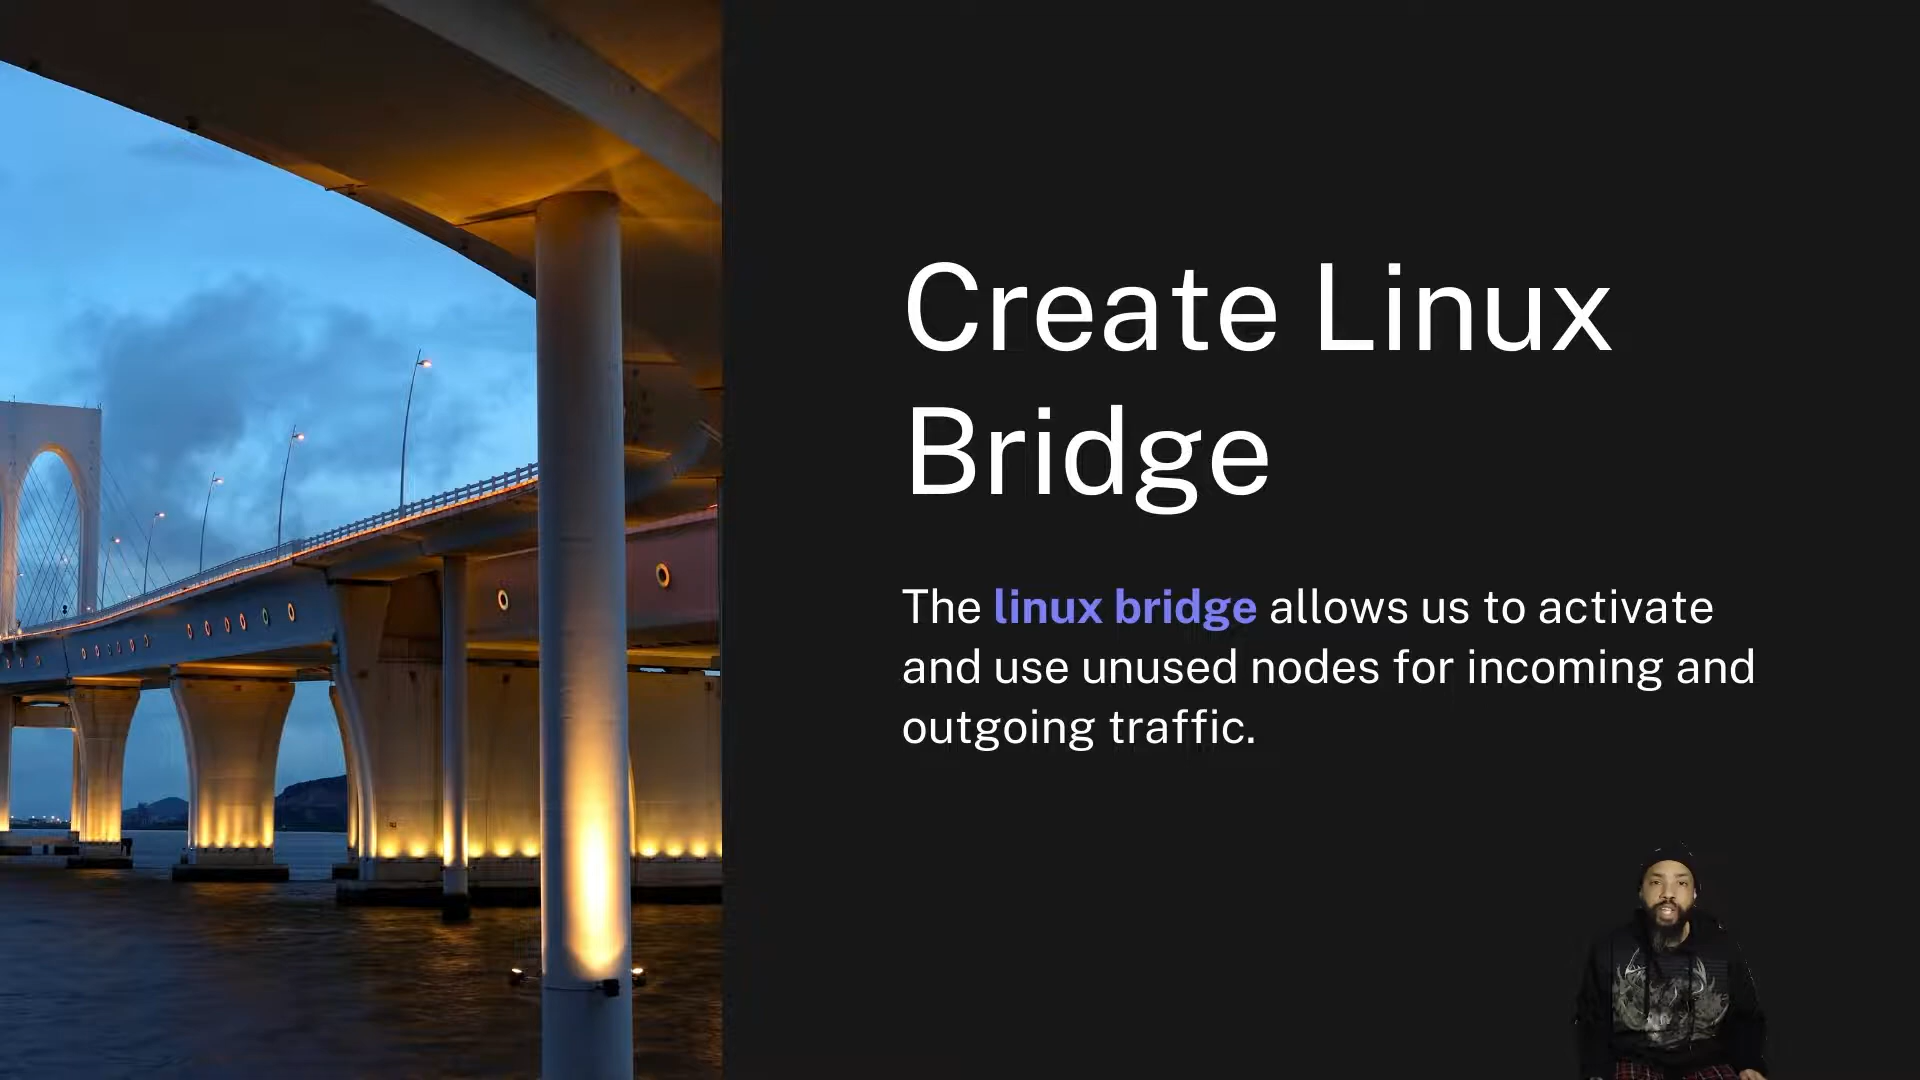 Create Linux
Bridge
The linux bridge allows us to activate
and use unused nodes for incoming and
outgoing traffic.